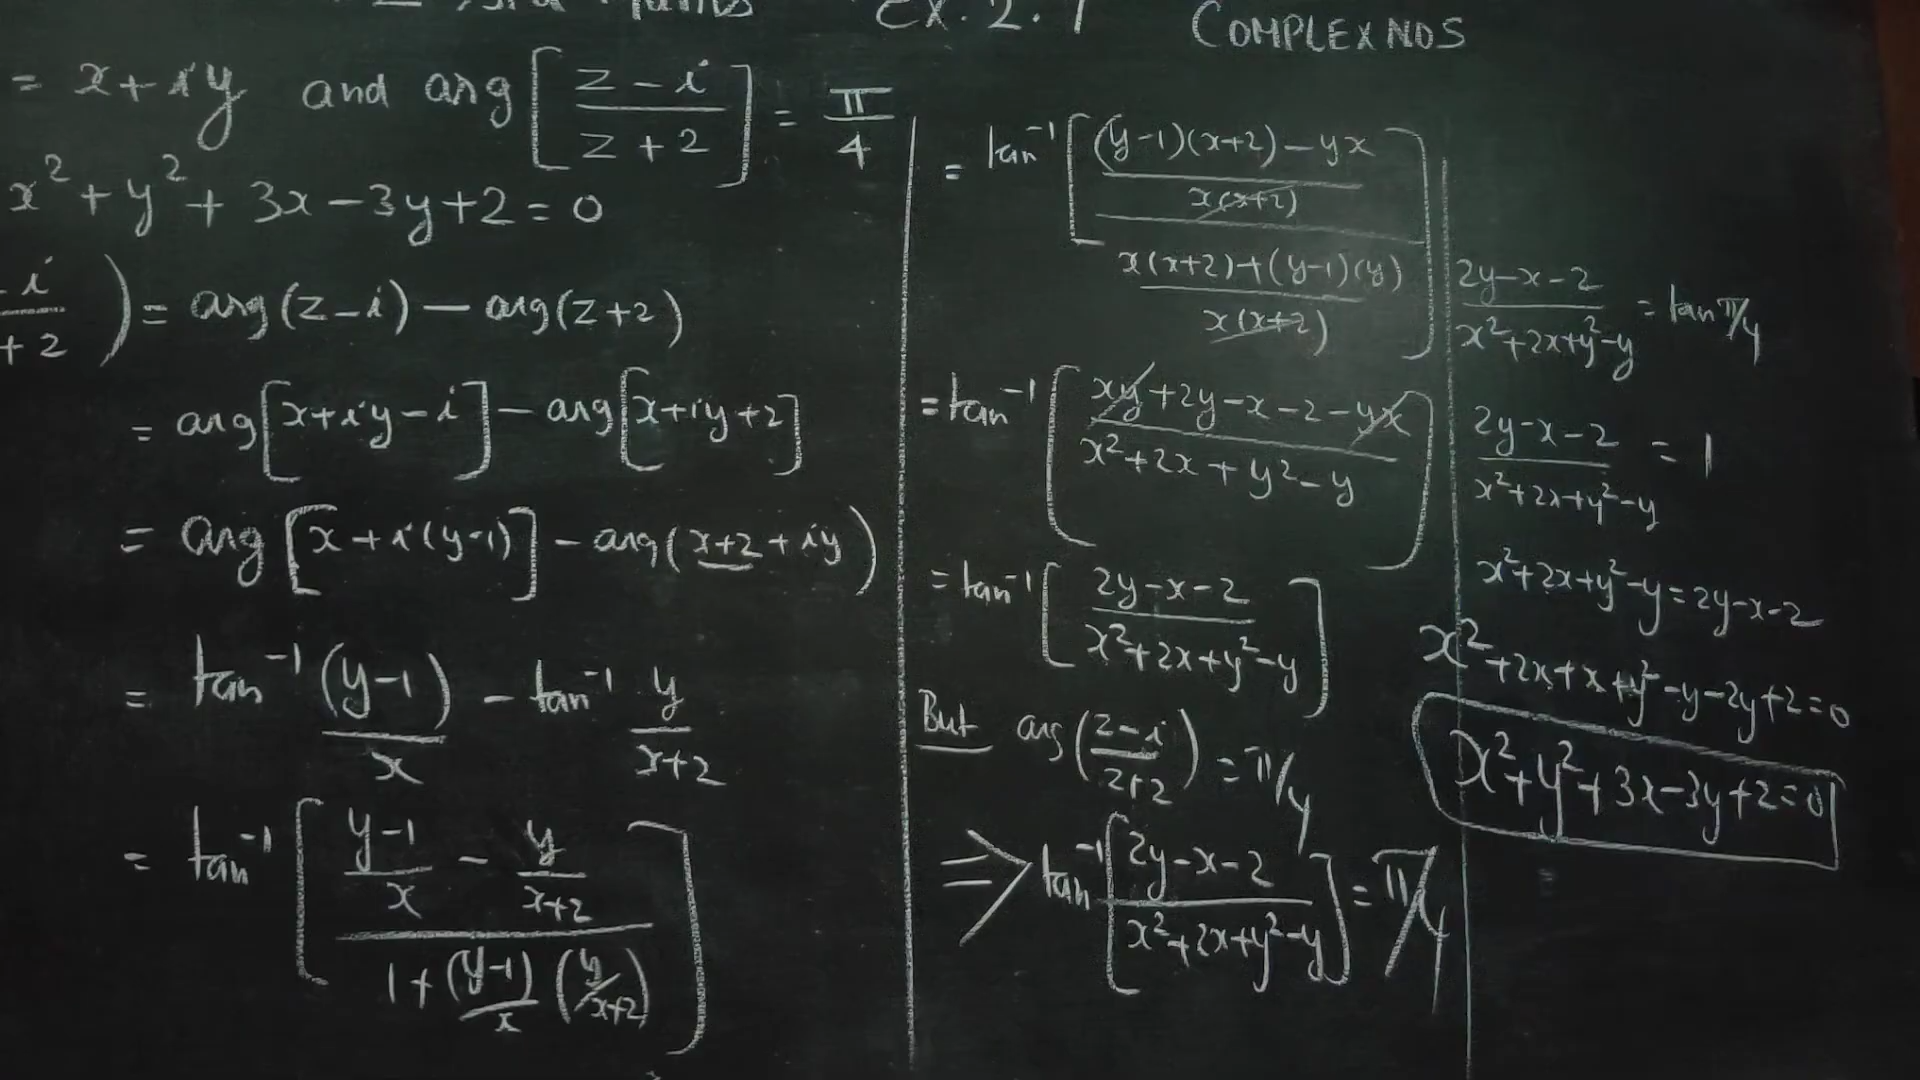 Ex. 2.7 COMPLEX NOS
= x+iy and arg[(z-i)/(z+2)] = π/4
x²+y²+3x-3y+2=0
-i/+2) = arg(z-i) - arg(z+2)
= arg[x+iy-i] - arg[x+iy+2]
= arg[x+i(y-1)] - arg(x+2+iy)
= tan⁻¹ (y-1)/x - tan⁻¹ y/(x+2)
= tan⁻¹[((y-1)/x - y/(x+2))/(1+((y-1)/x)(y/(x+2)))]
= tan⁻¹[(((y-1)(x+2)-yx)/(x(x+2)))/((x(x+2)+(y-1)(y))/(x(x+2)))]
= tan⁻¹[(xy+2y-x-2-yx)/(x²+2x+y²-y)]
= tan⁻¹[(2y-x-2)/(x²+2x+y²-y)]
But arg((z-i)/(z+2)) = π/4
⇒ tan⁻¹[(2y-x-2)/(x²+2x+y²-y)] = π/4
(2y-x-2)/(x²+2x+y²-y) = tan π/4
(2y-x-2)/(x²+2x+y²-y) = 1
x²+2x+y²-y=2y-x-2
x²+2x+x+y²-y-2y+2=0
x²+y²+3x-3y+2=0